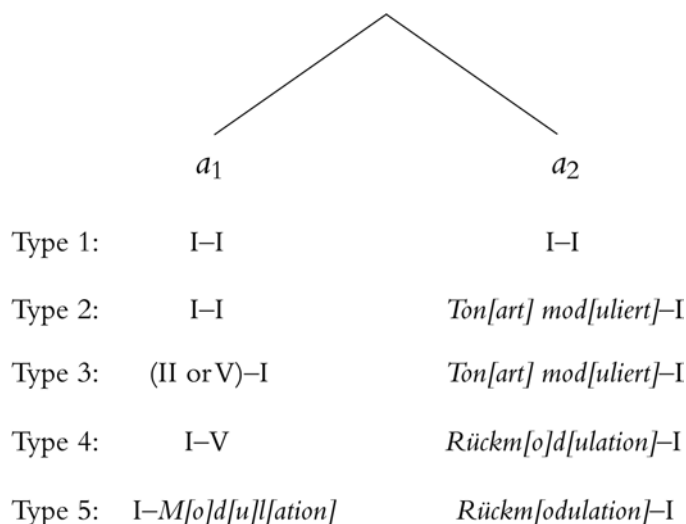 a1 a2
Type 1: I–I I–I
Type 2: I–I Ton[art] mod[uliert]–I
Type 3: (II or V)–I Ton[art] mod[uliert]–I
Type 4: I–V Rückm[o]d[ulation]–I
Type 5: I–M[o]d[u]l[ation] Rückm[odulation]–I